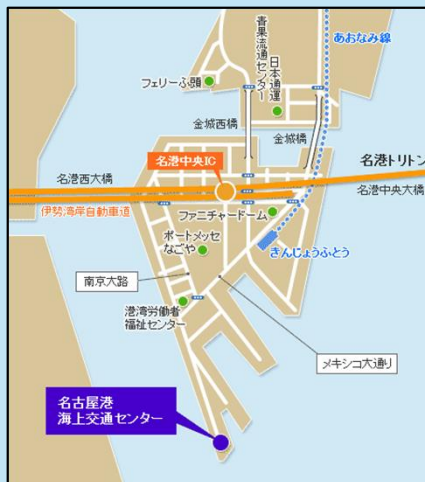 あおなみ線
青果流通センター
日本通運
フェリーふ頭
金城西橋
金城橋
名港中央IC
名港トリトン
名港西大橋
名港中央大橋
伊勢湾岸自動車道
ファニチャードーム
ポートメッセ
なごや
きんじょうふとう
南京大路
港湾労働者
福祉センター
メキシコ大通り
名古屋港
海上交通センター